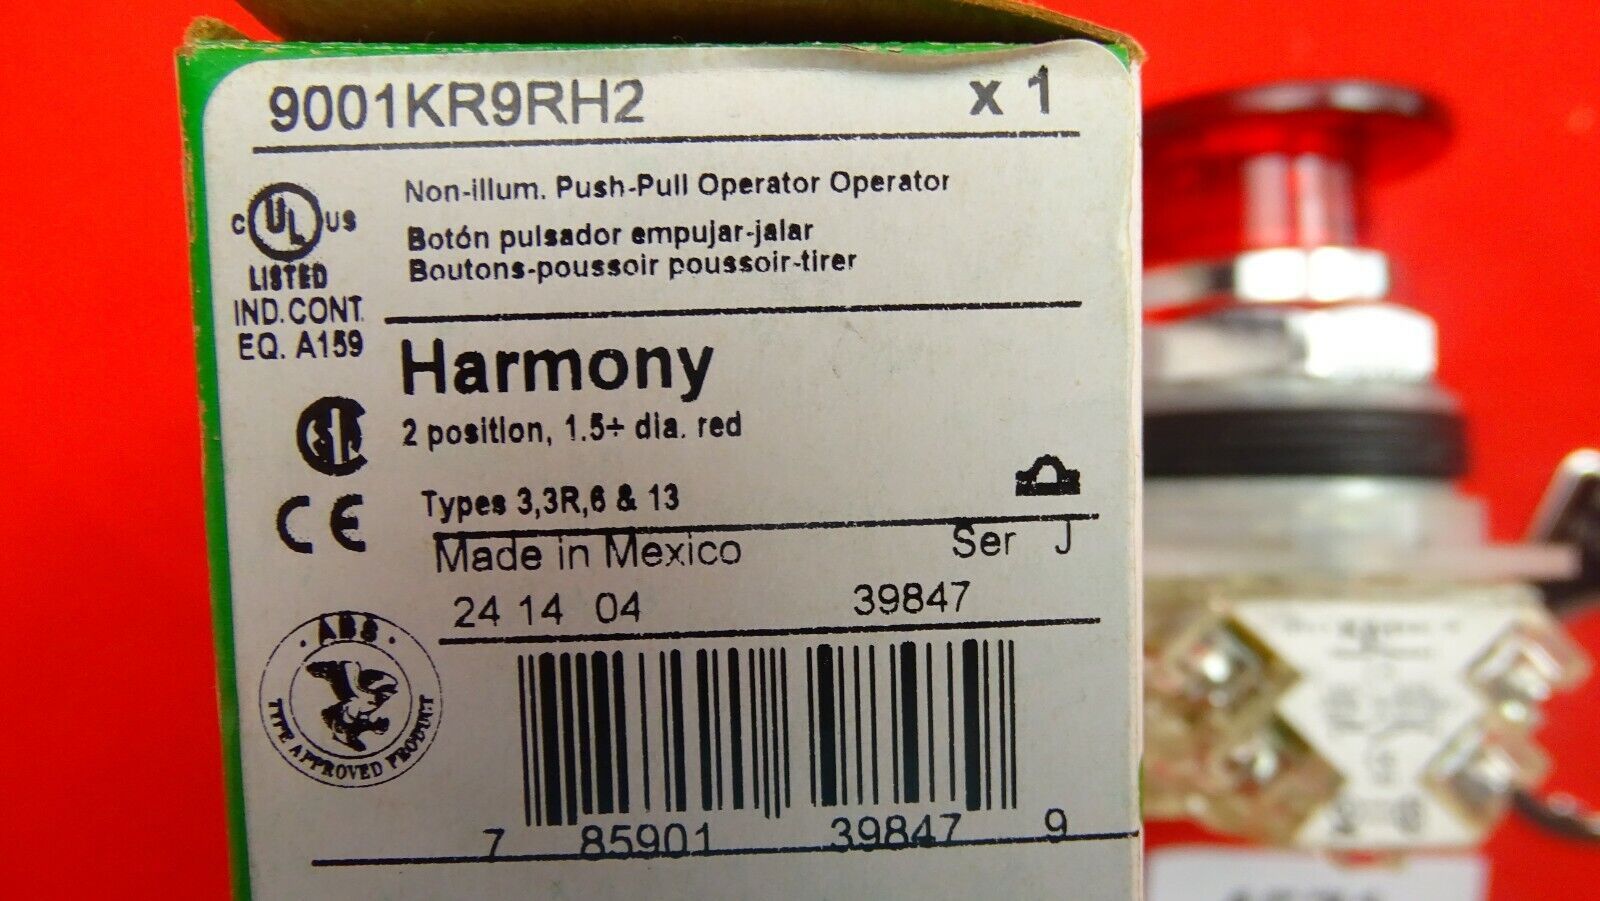 9001KR9RH2 x 1
Non-illum. Push-Pull Operator Operator
Botón pulsador empujar-jalar
Boutons-poussoir poussoir-tirer
C UL US
LISTED
IND.CONT.
EQ. A159
Harmony
2 position, 1.5÷ dia. red
Types 3,3R,6 & 13
CE
Made in Mexico Ser J
24 14 04 39847
· ABS ·
TYPE APPROVED PRODUCT
7 85901 39847 9